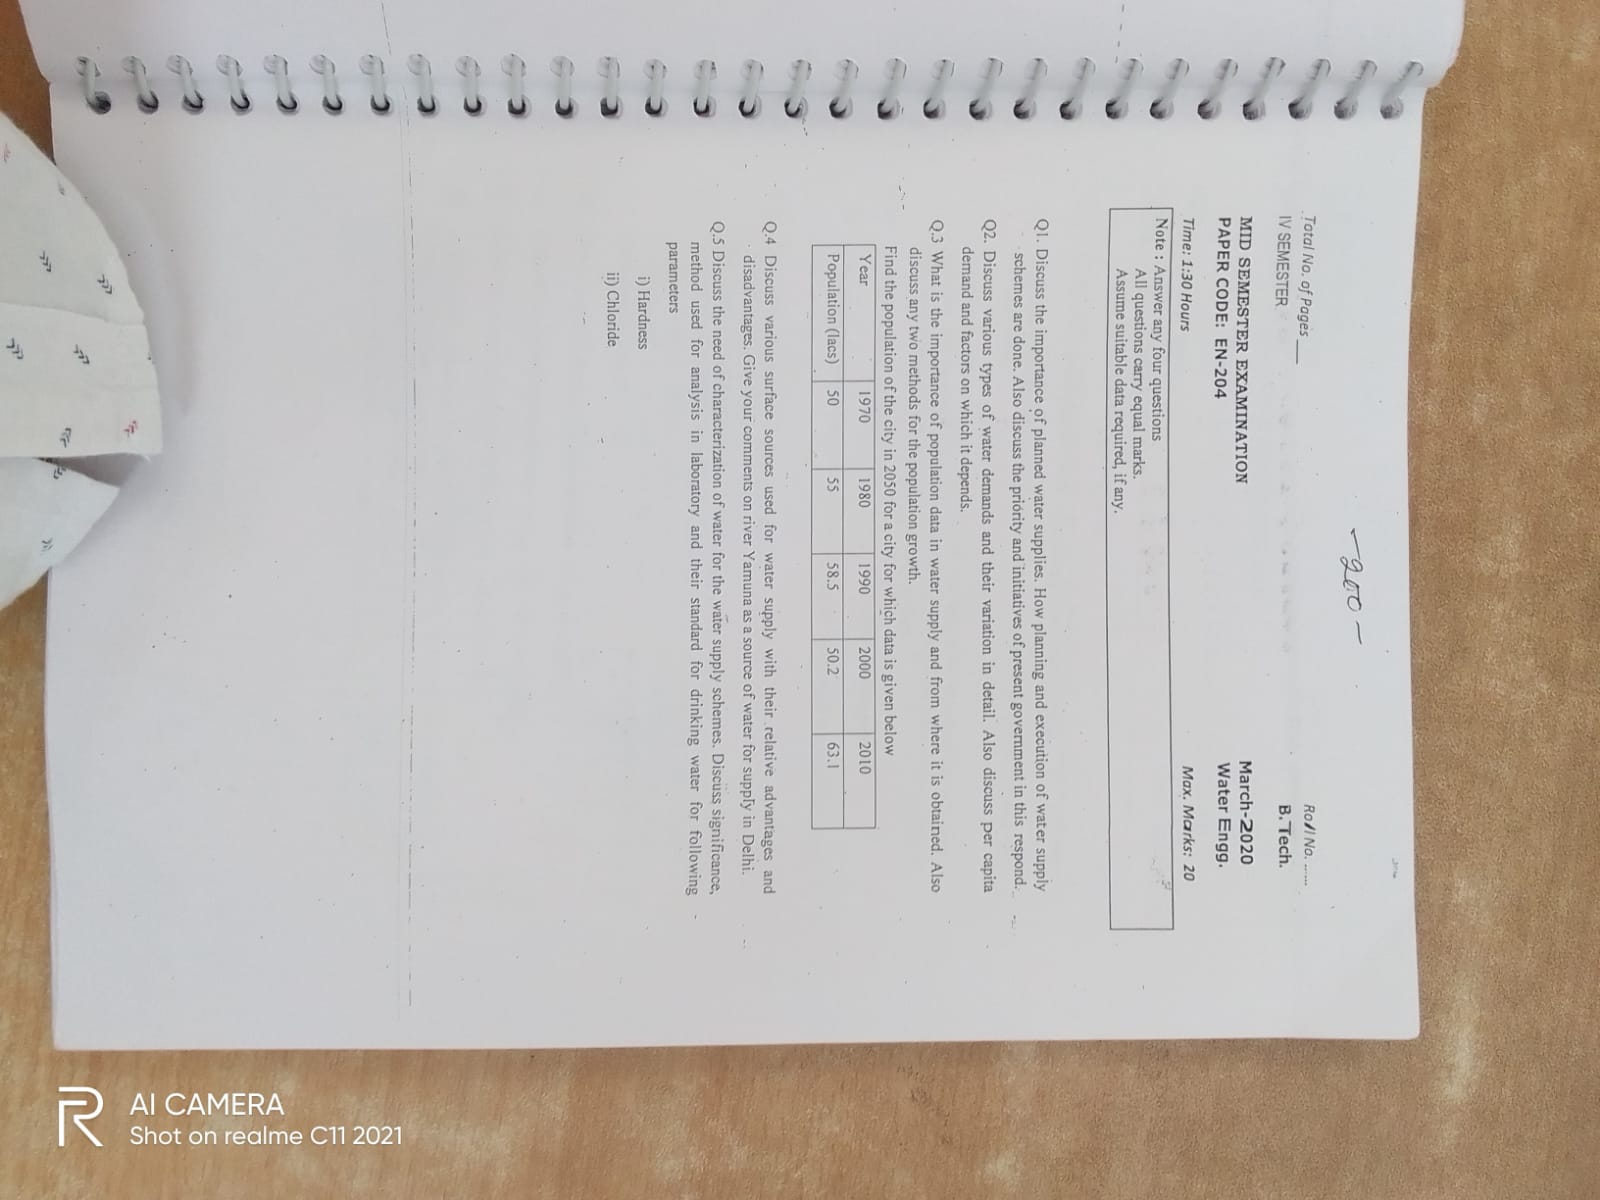 -200-
Total No. of Pages ___ Roll No. ......
IV SEMESTER B.Tech.
MID SEMESTER EXAMINATION March-2020
PAPER CODE: EN-204 Water Engg.
Time: 1:30 Hours Max. Marks: 20
Note : Answer any four questions
All questions carry equal marks.
Assume suitable data required, if any.
Q1. Discuss the importance of planned water supplies. How planning and execution of water supply
schemes are done. Also discuss the priority and initiatives of present government in this respond.
Q2. Discuss various types of water demands and their variation in detail. Also discuss per capita
demand and factors on which it depends.
Q.3 What is the importance of population data in water supply and from where it is obtained. Also
discuss any two methods for the population growth.
Find the population of the city in 2050 for a city for which data is given below
Year 1970 1980 1990 2000 2010
Population (lacs) 50 55 58.5 50.2 63.1
Q.4 Discuss various surface sources used for water supply with their relative advantages and
disadvantages. Give your comments on river Yamuna as a source of water for supply in Delhi.
Q.5 Discuss the need of characterization of water for the water supply schemes. Discuss significance,
method used for analysis in laboratory and their standard for drinking water for following
parameters
i) Hardness
ii) Chloride
AI CAMERA
Shot on realme C11 2021